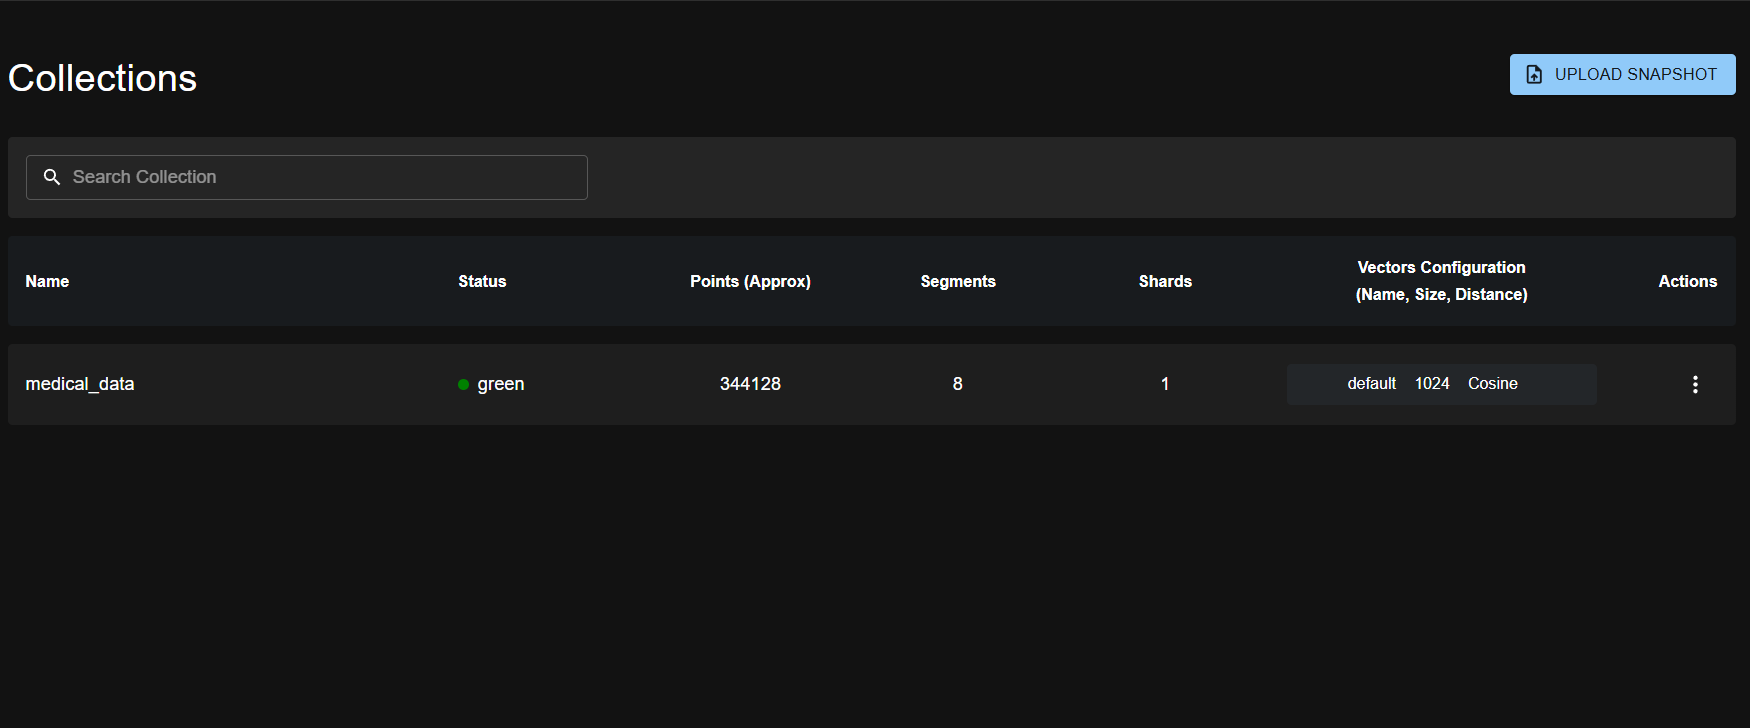 Collections
UPLOAD SNAPSHOT
Search Collection
Name Status Points (Approx) Segments Shards Vectors Configuration (Name, Size, Distance) Actions
medical_data green 344128 8 1 default 1024 Cosine